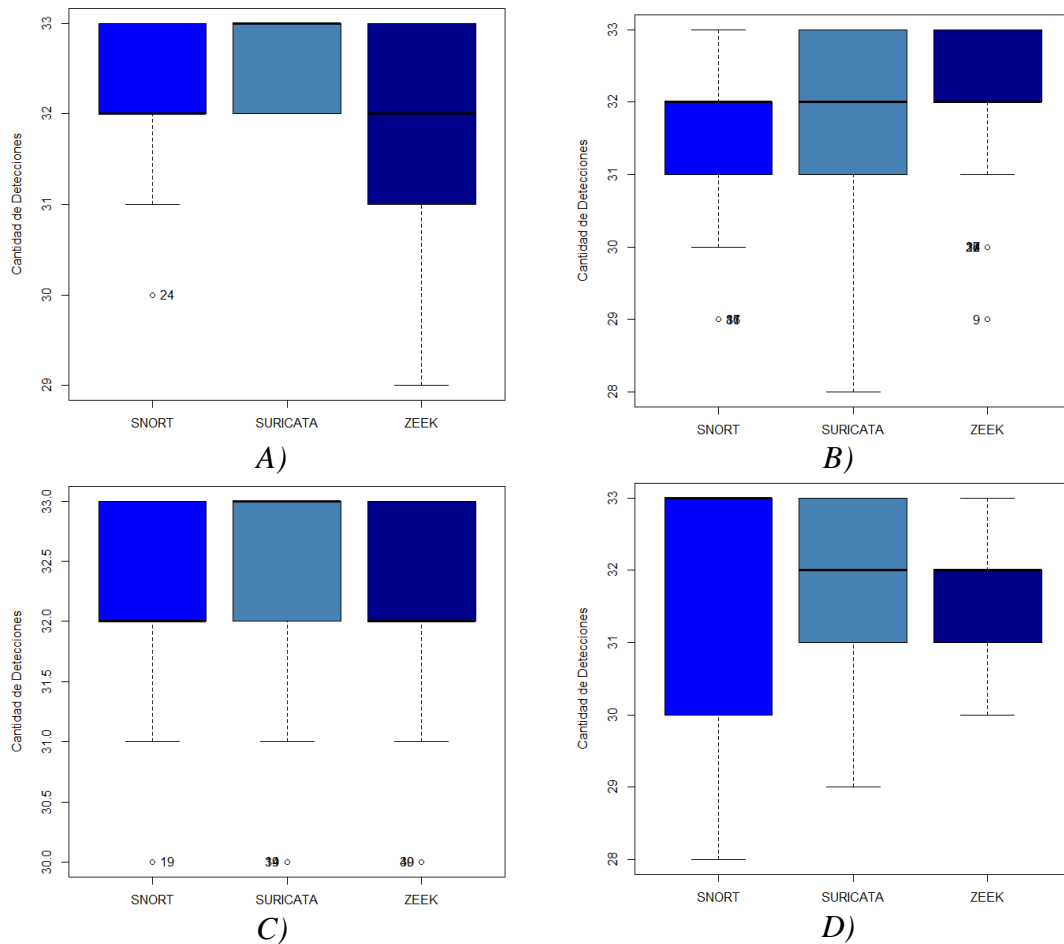 Cantidad de Detecciones
33
32
31
30
29
24
SNORT SURICATA ZEEK
A)
Cantidad de Detecciones
33
32
31
30
29
28
9
SNORT SURICATA ZEEK
B)
Cantidad de Detecciones
33.0
32.5
32.0
31.5
31.0
30.5
30.0
19
SNORT SURICATA ZEEK
C)
Cantidad de Detecciones
33
32
31
30
29
28
SNORT SURICATA ZEEK
D)